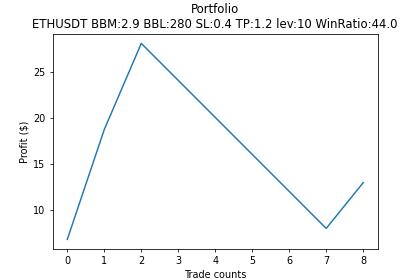 Portfolio
ETHUSDT BBM:2.9 BBL:280 SL:0.4 TP:1.2 lev:10 WinRatio:44.0
25
20
15
10
Profit ($)
0 1 2 3 4 5 6 7 8
Trade counts